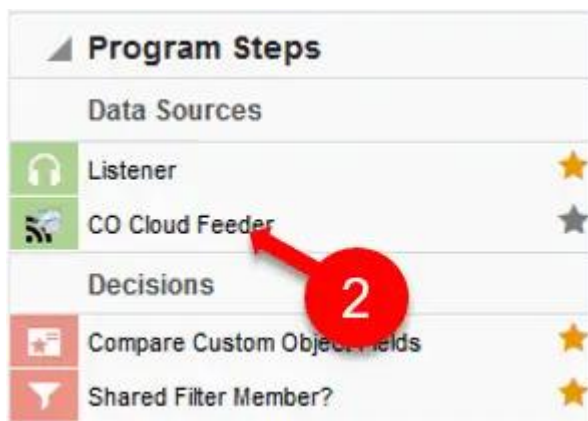 Program Steps
Data Sources
Listener
CO Cloud Feeder
Decisions
2
Compare Custom Object Fields
Shared Filter Member?